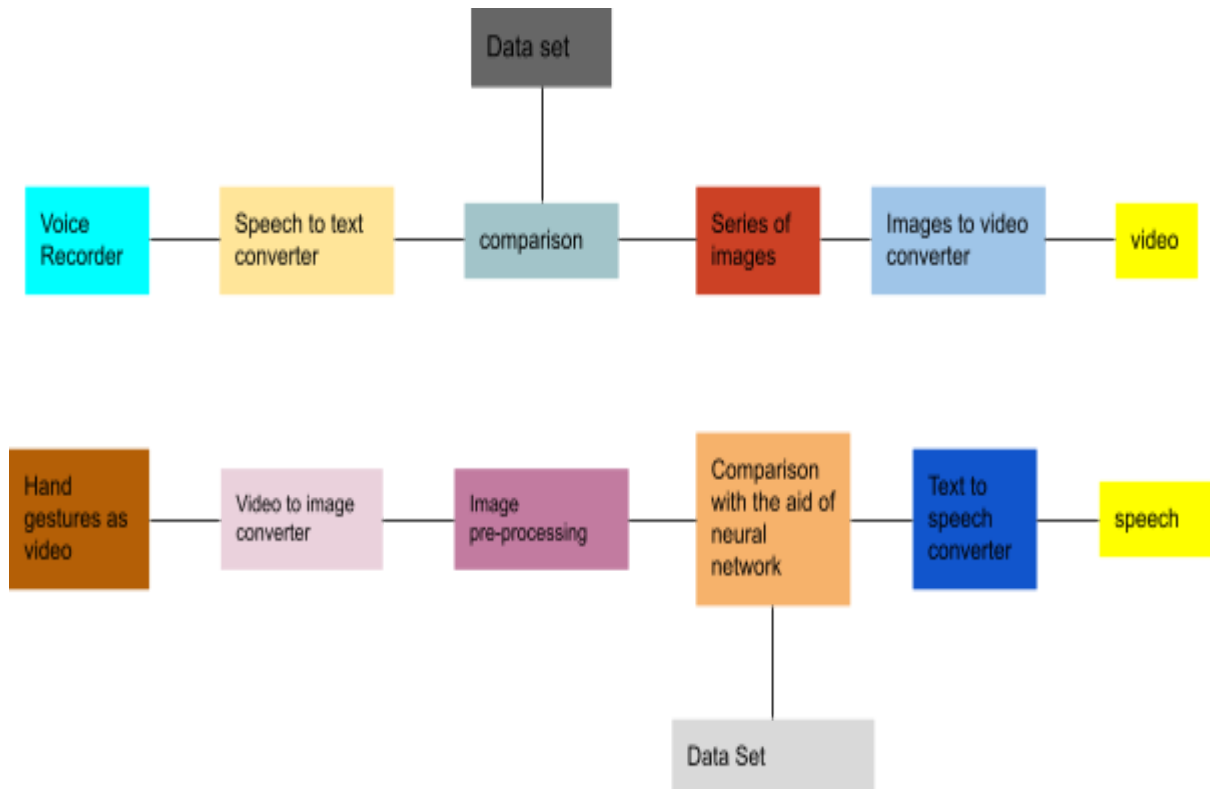 Data set
Voice
Recorder
Speech to text
converter
comparison
Series of
images
Images to video
converter
video
Hand
gestures as
video
Video to image
converter
Image
pre-processing
Comparison
with the aid of
neural
network
Text to
speech
converter
speech
Data Set